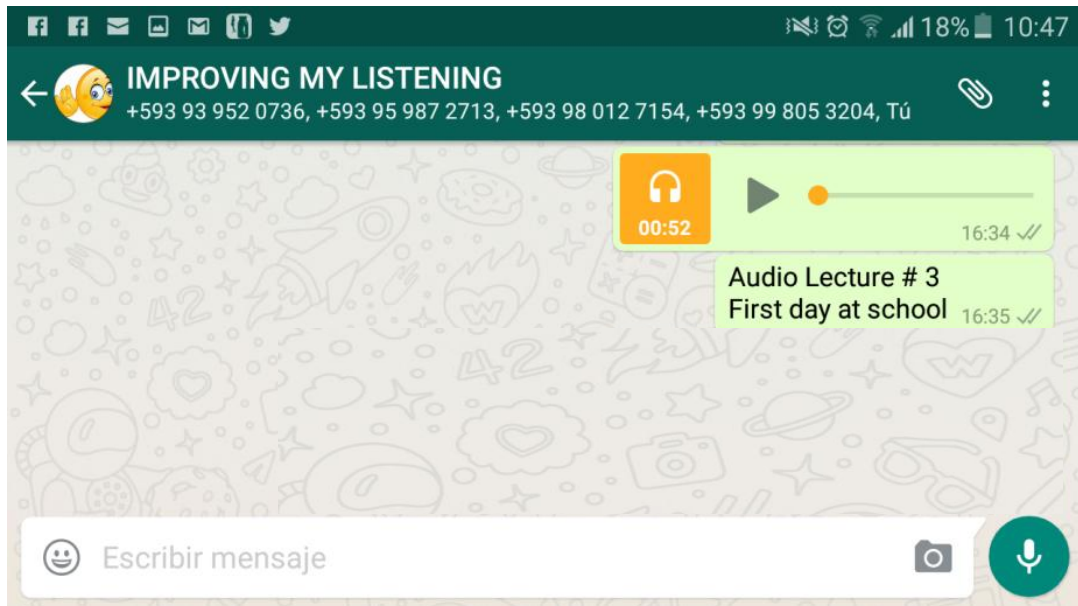 18% 10:47
IMPROVING MY LISTENING
+593 93 952 0736, +593 95 987 2713, +593 98 012 7154, +593 99 805 3204, Tú
00:52
16:34
Audio Lecture # 3
First day at school 16:35
Escribir mensaje